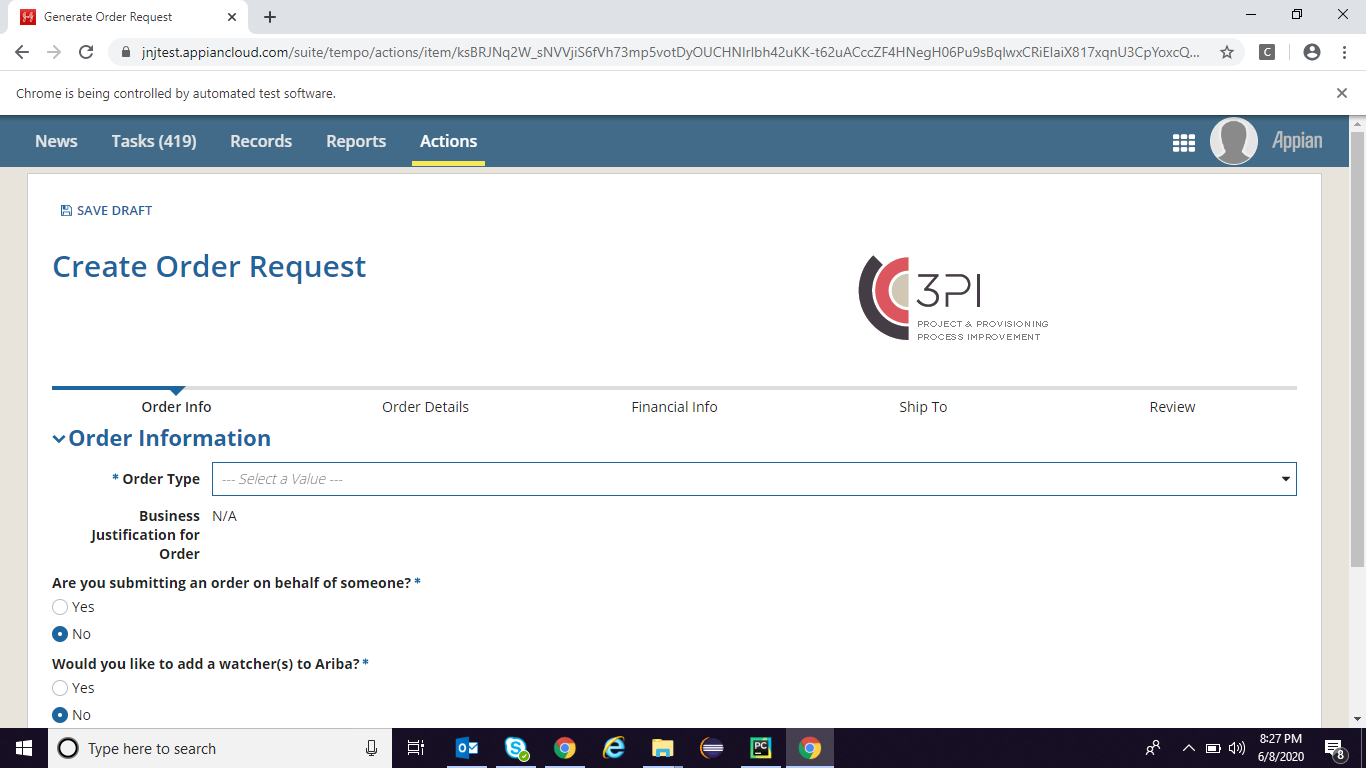 Generate Order Request
jnjtest.appiancloud.com/suite/tempo/actions/item/ksBRJNq2W_sNVVjiS6fVh73mp5votDyOUCHNIrlbh42uKK-t62uACccZF4HNegH06Pu9sBqlwxCRiElaiX817xqnU3CpYoxcQ...
C
Chrome is being controlled by automated test software.
News Tasks (419) Records Reports Actions Appian
SAVE DRAFT
Create Order Request
3PI
PROJECT & PROVISIONING
PROCESS IMPROVEMENT
Order Info Order Details Financial Info Ship To Review
Order Information
* Order Type --- Select a Value ---
Business N/A
Justification for
Order
Are you submitting an order on behalf of someone? *
Yes
No
Would you like to add a watcher(s) to Ariba? *
Yes
No
Type here to search
PC
8:27 PM
6/8/2020
8